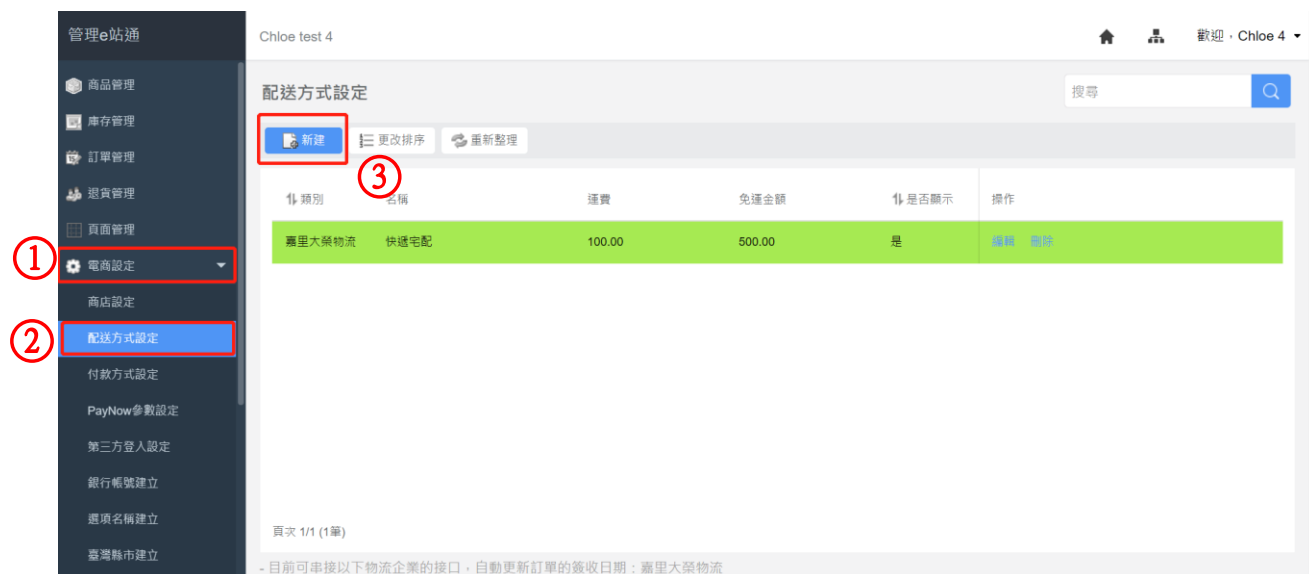 管理e站通
Chloe test 4
歡迎，Chloe 4
商品管理
庫存管理
訂單管理
退貨管理
頁面管理
① 電商設定
商店設定
② 配送方式設定
付款方式設定
PayNow參數設定
第三方登入設定
銀行帳號建立
選項名稱建立
臺灣縣市建立
配送方式設定
搜尋
新建 更改排序 重新整理
③
類別 名稱 運費 免運金額 是否顯示 操作
嘉里大榮物流 快遞宅配 100.00 500.00 是 編輯 刪除
頁次 1/1 (1筆)
- 目前可串接以下物流企業的接口，自動更新訂單的簽收日期：嘉里大榮物流